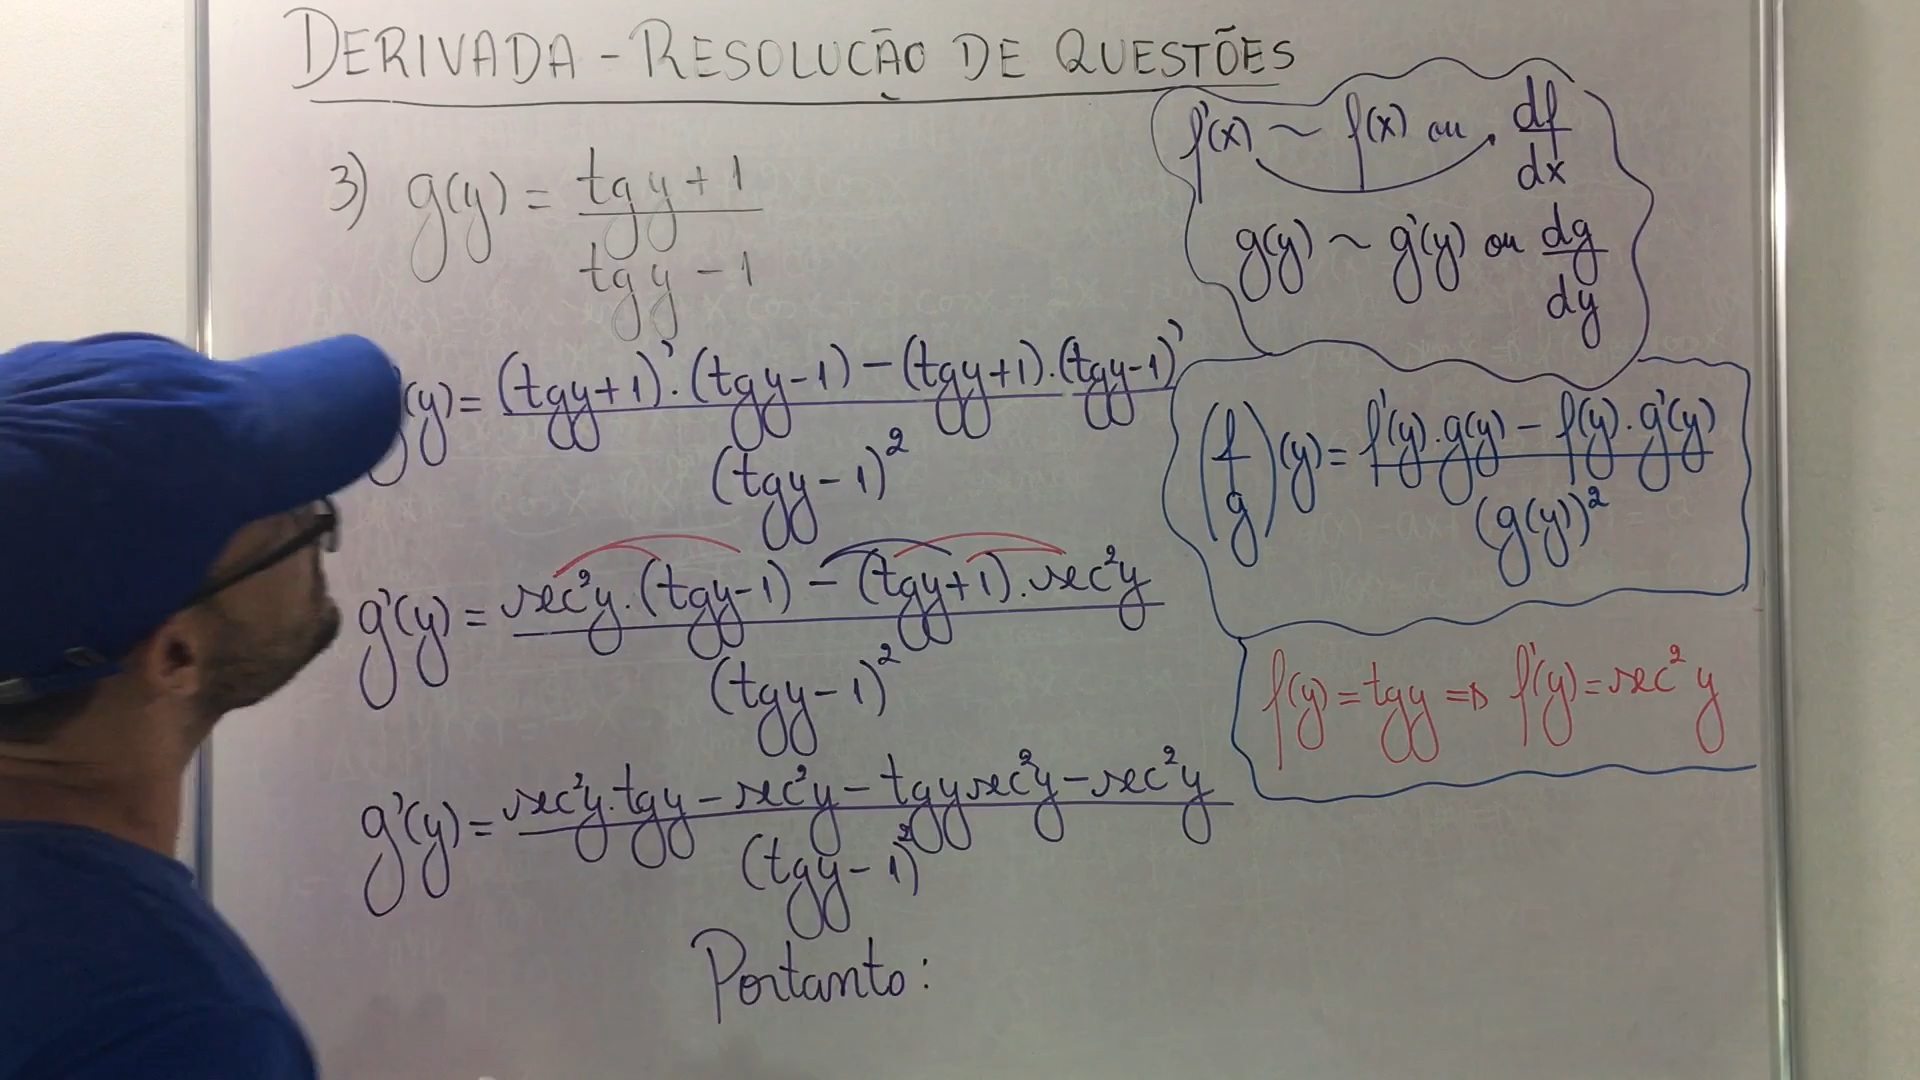 DERIVADA - RESOLUÇÃO DE QUESTÕES
3) g(y) = tgy + 1 / tgy - 1
(y) = (tgy+1)'.(tgy-1) - (tgy+1).(tgy-1)' / (tgy-1)²
g'(y) = sec²y.(tgy-1) - (tgy+1).sec²y / (tgy-1)²
g'(y) = sec²y.tgy - sec²y - tgy sec²y - sec²y / (tgy-1)²
Portanto:
f(x) ~ f'(x) ou df/dx
g(y) ~ g'(y) ou dg/dy
(f/g)(y) = f'(y).g(y) - f(y).g'(y) / (g(y))²
f(y) = tgy => f'(y) = sec²y